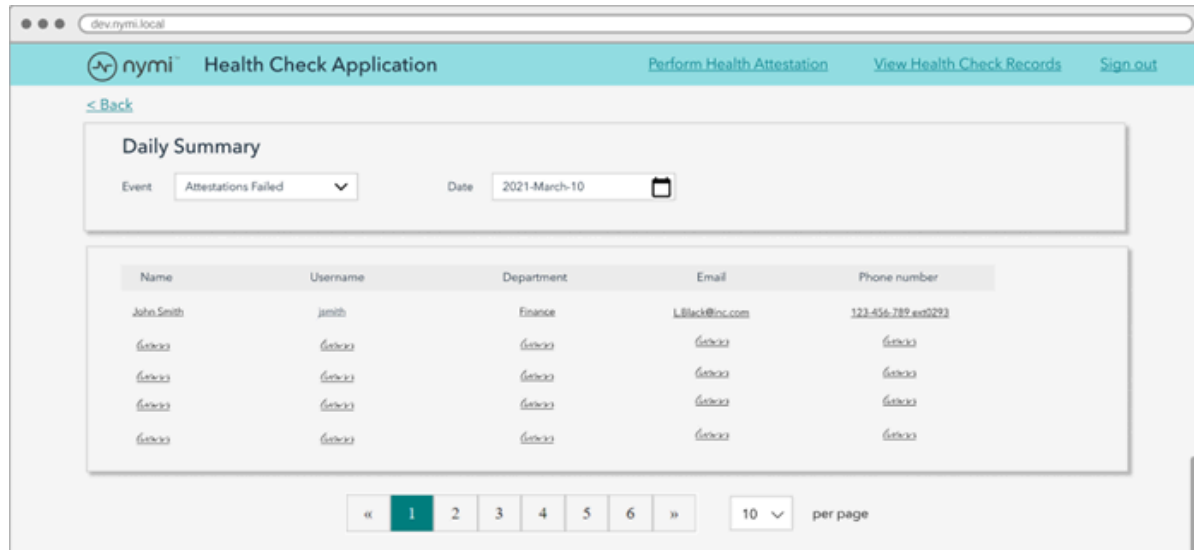 dev.nymi.local
nymi™ Health Check Application Perform Health Attestation View Health Check Records Sign out
< Back
Daily Summary
Event Attestations Failed Date 2021-March-10
Name Username Department Email Phone number
John Smith jsmith Finance L.Black@inc.com 123-456-789 ext0293
« 1 2 3 4 5 6 » 10 per page